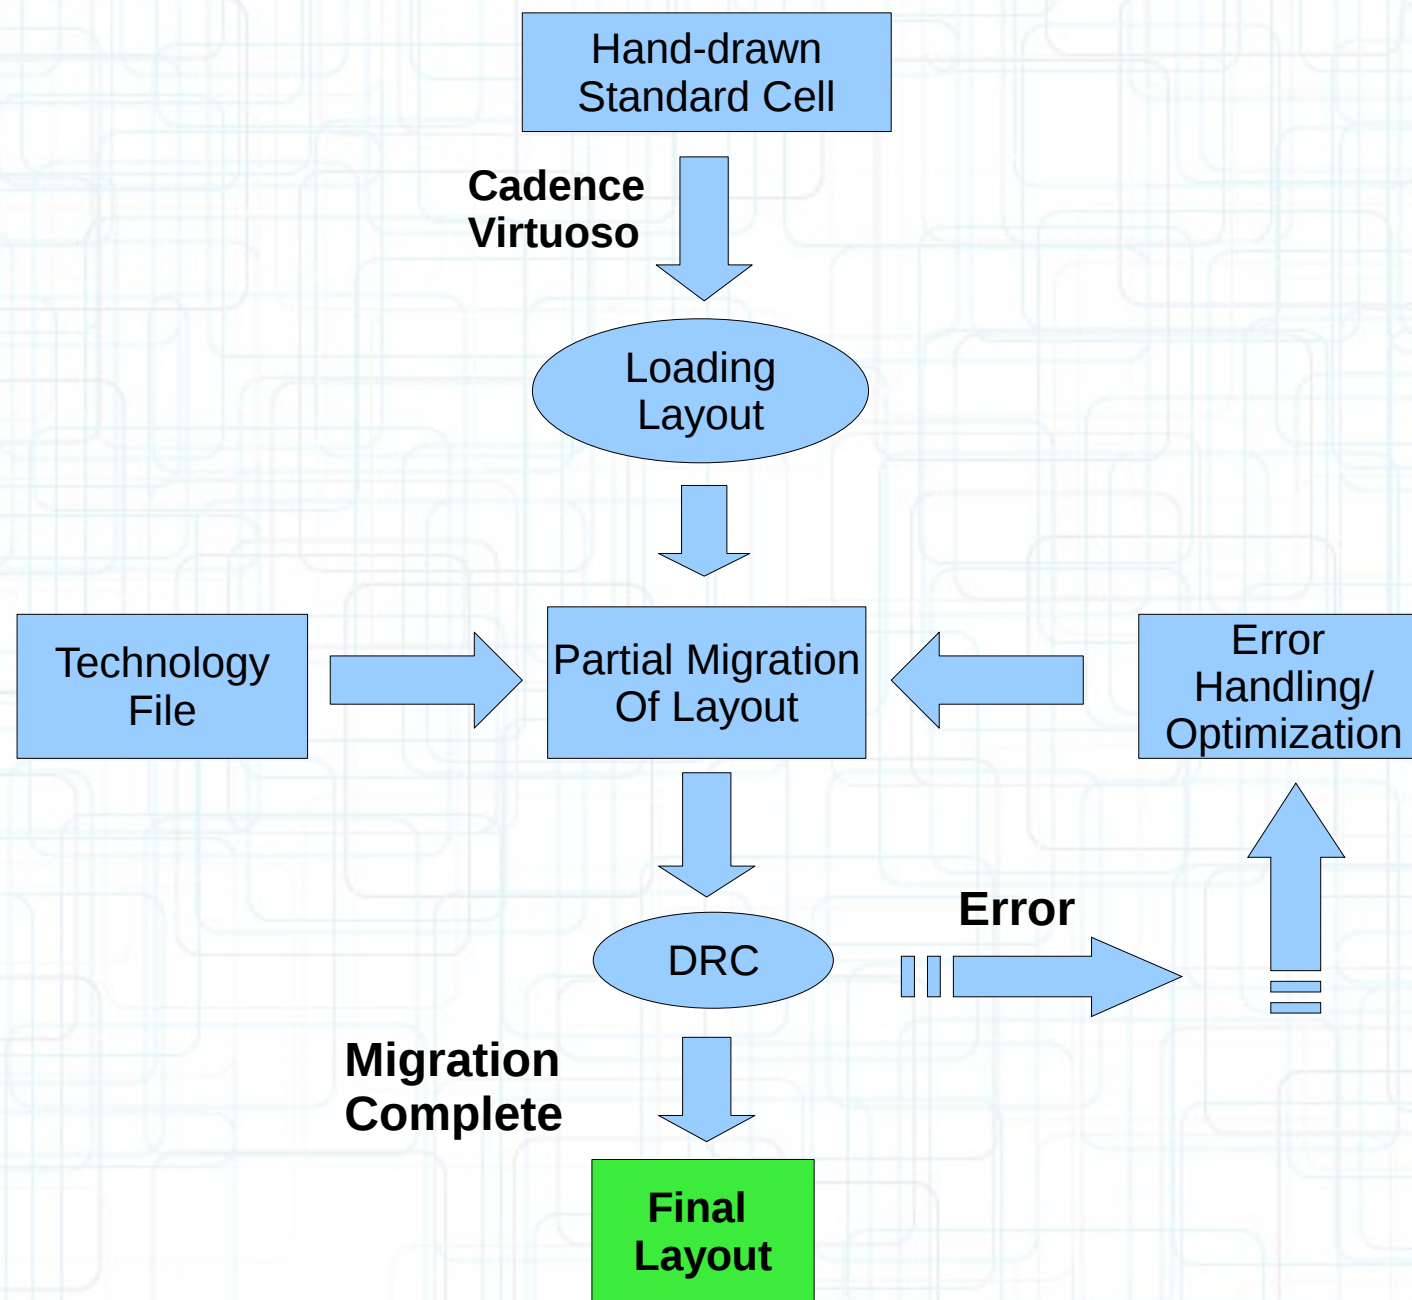 Hand-drawn
Standard Cell
Cadence
Virtuoso
Loading
Layout
Technology
File
Partial Migration
Of Layout
Error
Handling/
Optimization
Error
DRC
Migration
Complete
Final
Layout